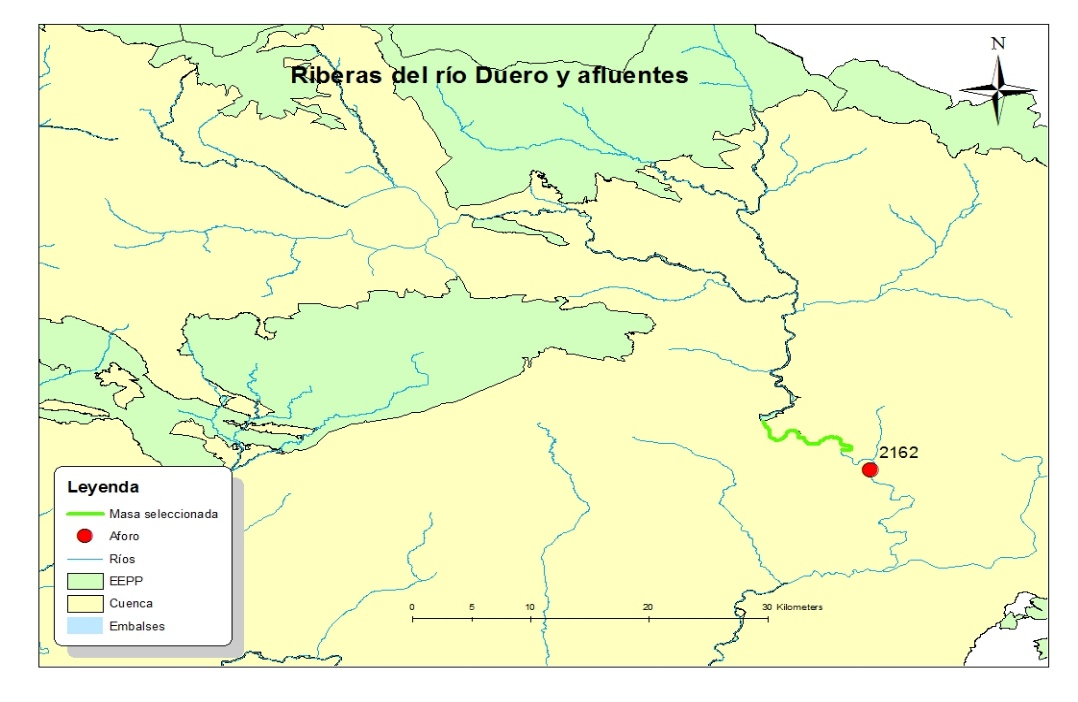 Riberas del río Duero y afluentes
N
2162
Leyenda
Masa seleccionada
Aforo
Ríos
EEPP
Cuenca
Embalses
0 5 10 20 30 Kilometers